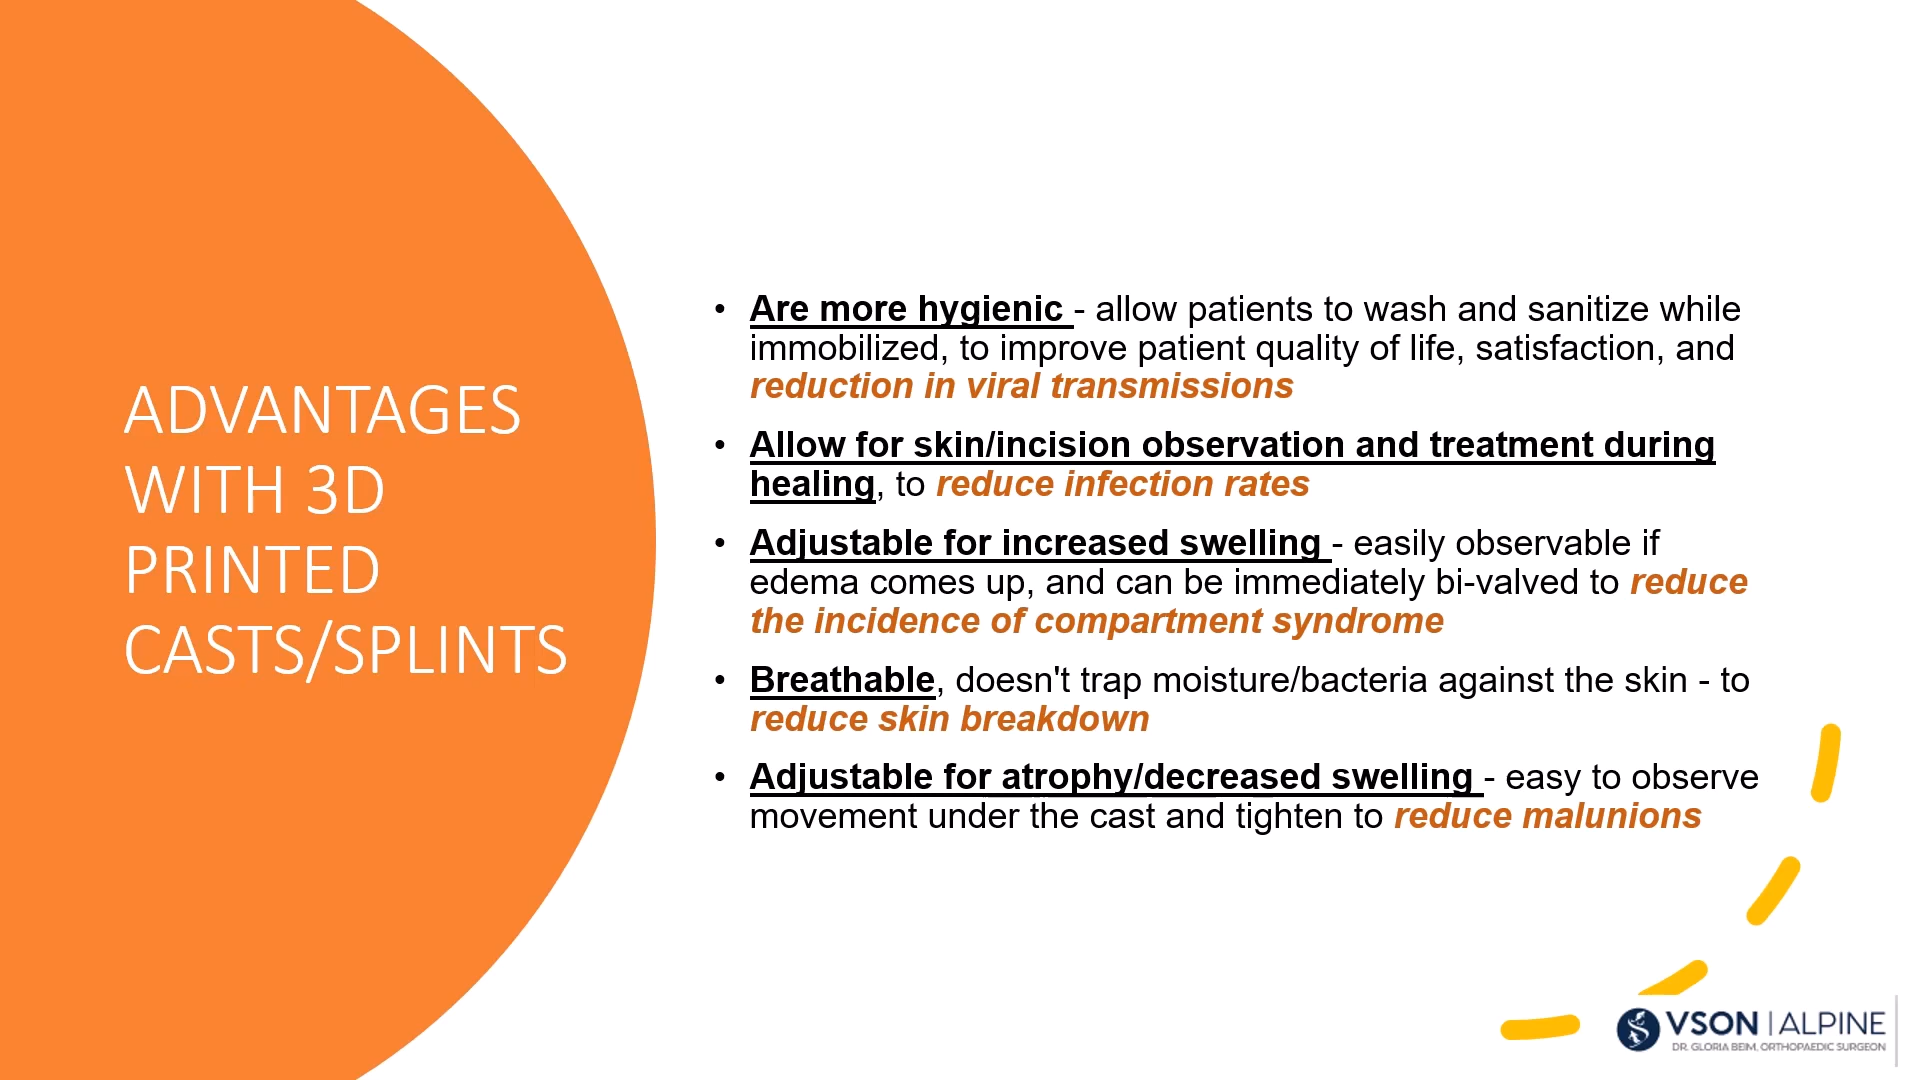 ADVANTAGES
WITH 3D
PRINTED
CASTS/SPLINTS
• Are more hygienic - allow patients to wash and sanitize while
immobilized, to improve patient quality of life, satisfaction, and
reduction in viral transmissions
• Allow for skin/incision observation and treatment during
healing, to reduce infection rates
• Adjustable for increased swelling - easily observable if
edema comes up, and can be immediately bi-valved to reduce
the incidence of compartment syndrome
• Breathable, doesn't trap moisture/bacteria against the skin - to
reduce skin breakdown
• Adjustable for atrophy/decreased swelling - easy to observe
movement under the cast and tighten to reduce malunions
VSON | ALPINE
DR. GLORIA BEIM, ORTHOPAEDIC SURGEON